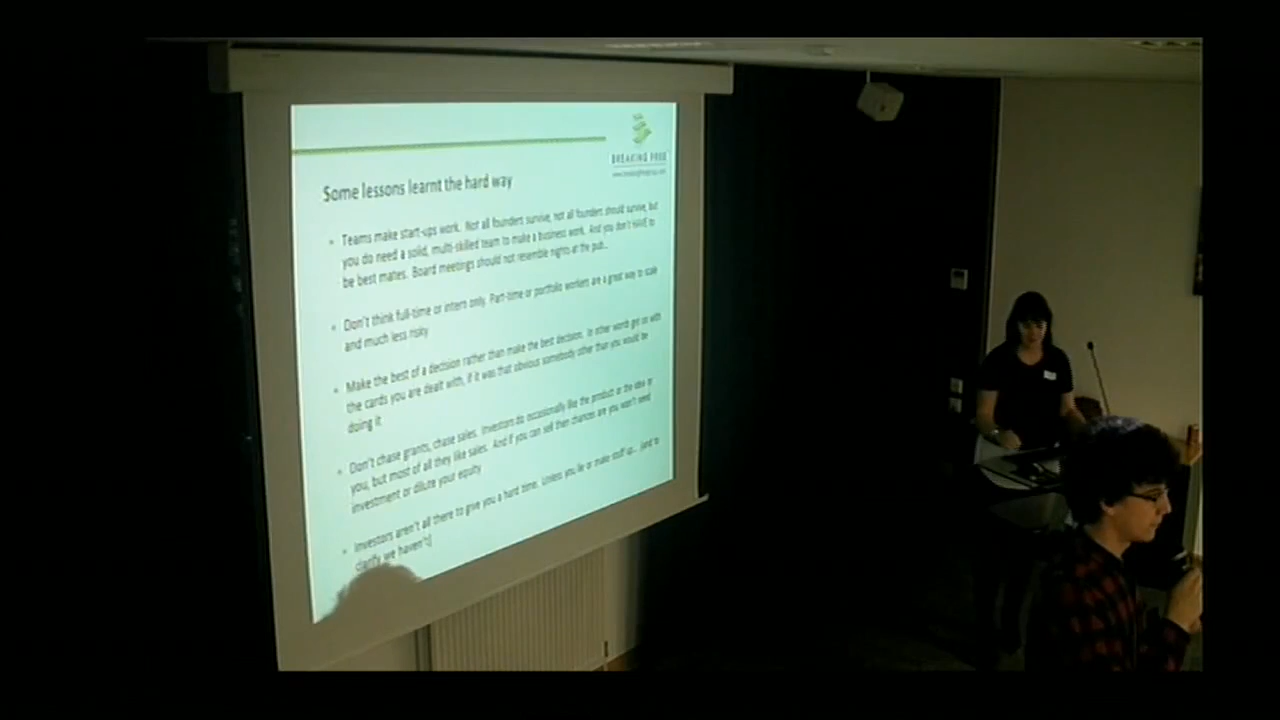 BREAKING FREE
Some lessons learnt the hard way
Teams make start-ups work. Not all founders survive, not all founders should survive, but
you do need a solid, multi-skilled team to make a business work. And you don't HAVE to
be best mates. Board meetings should not resemble nights at the pub...
Don't think full-time or intern only. Part-time or portfolio workers are a great way to scale
and much less risky
Make the best of a decision rather than make the best decision. In other words get on with
the cards you are dealt with, if it was that obvious somebody other than you would be
doing it
Don't chase grants, chase sales. Investors do occasionally like the product or the idea or
you, but most of all they like sales. And if you can sell then chances are you won't need
investment or dilute your equity
Investors aren't all there to give you a hard time. Unless you lie or make stuff up... (and to
clarify we haven't)